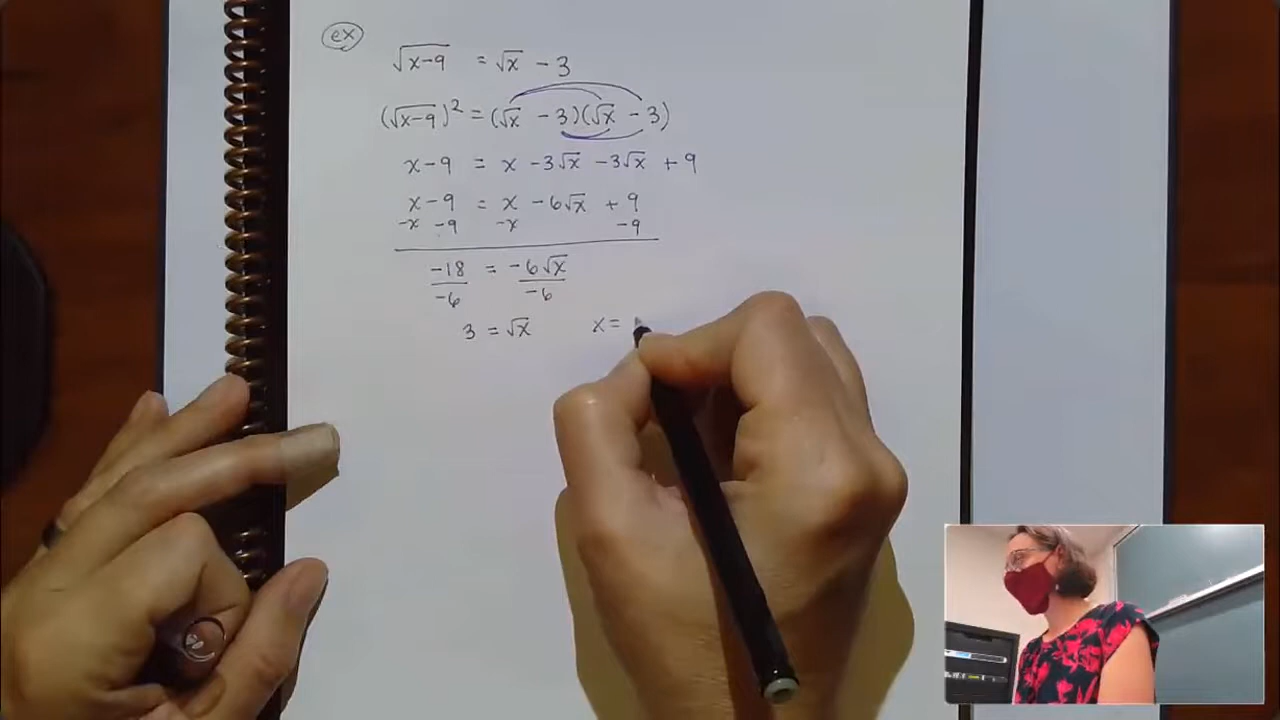 ex
√x-9 = √x - 3
(√x-9)² = (√x - 3)(√x - 3)
x-9 = x -3√x -3√x +9
x-9 = x -6√x +9
-x -9 -x -9
-18 = -6√x
-6 -6
3 = √x x=